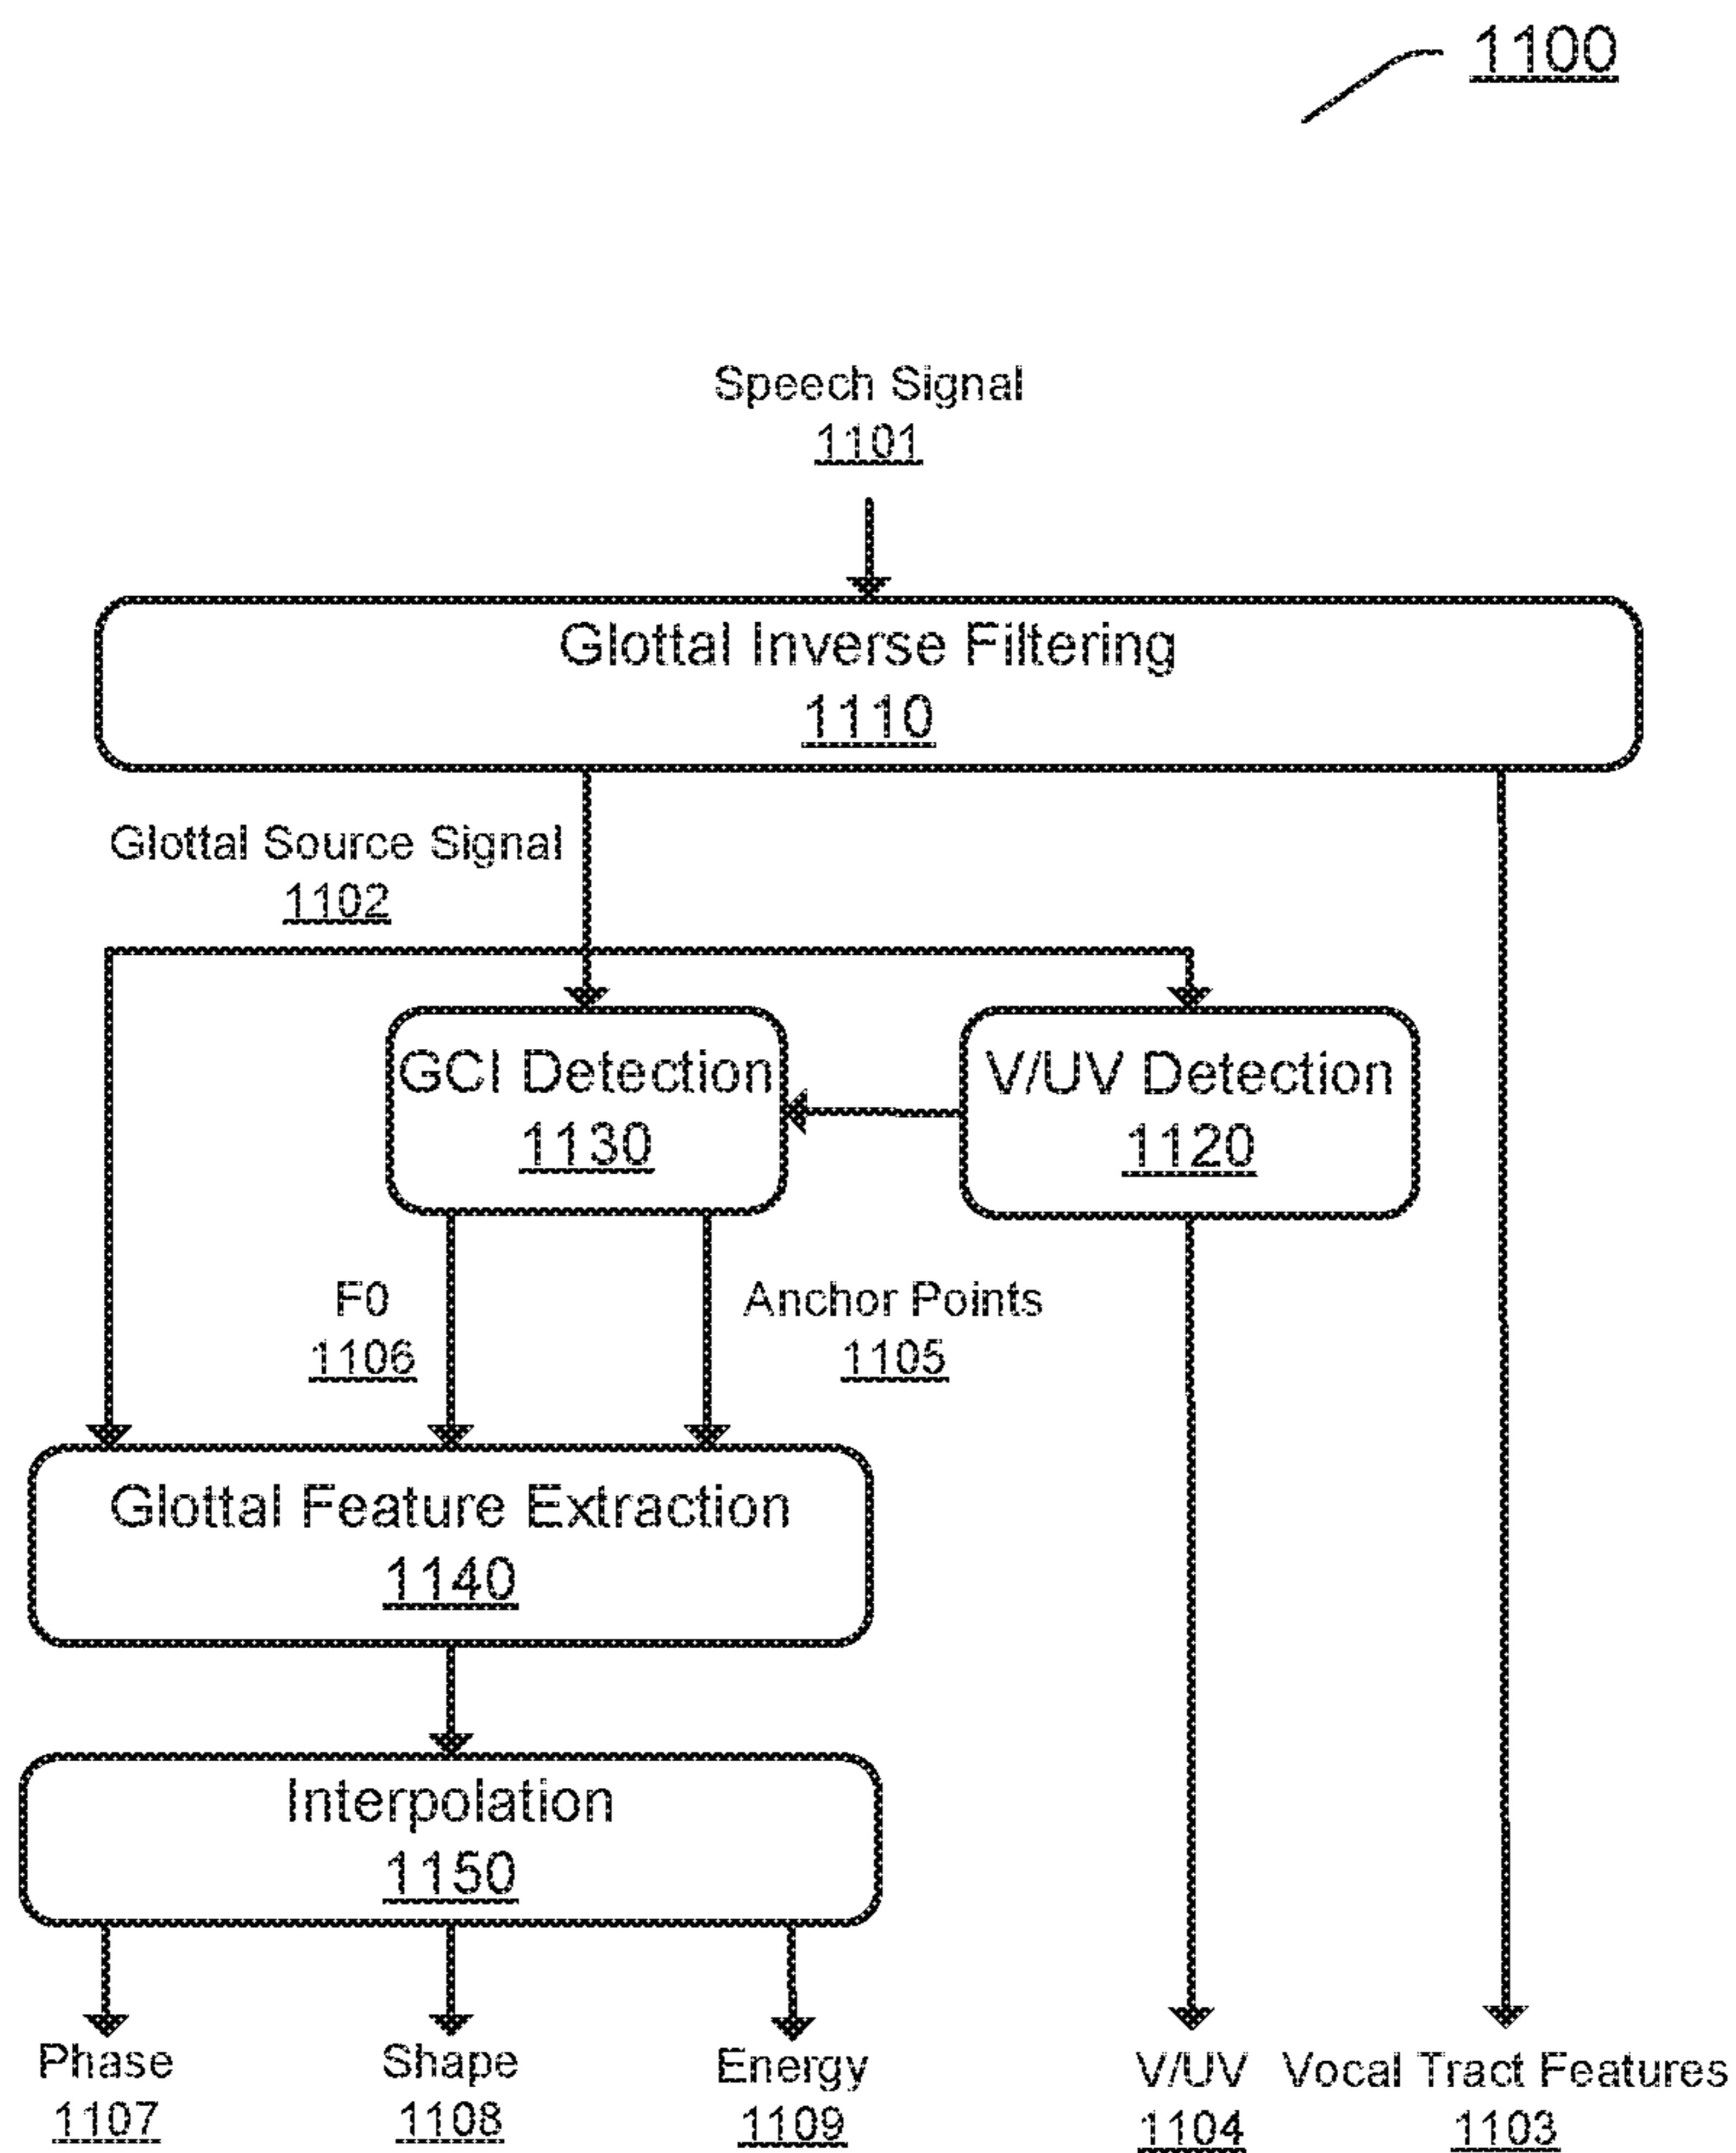 1100
Speech Signal
1101
Glottal Inverse Filtering
1110
Glottal Source Signal
1102
GCI Detection
1130
V/UV Detection
1120
F0
1106
Anchor Points
1105
Glottal Feature Extraction
1140
Interpolation
1150
Phase
1107
Shape
1108
Energy
1109
V/UV
1104
Vocal Tract Features
1103